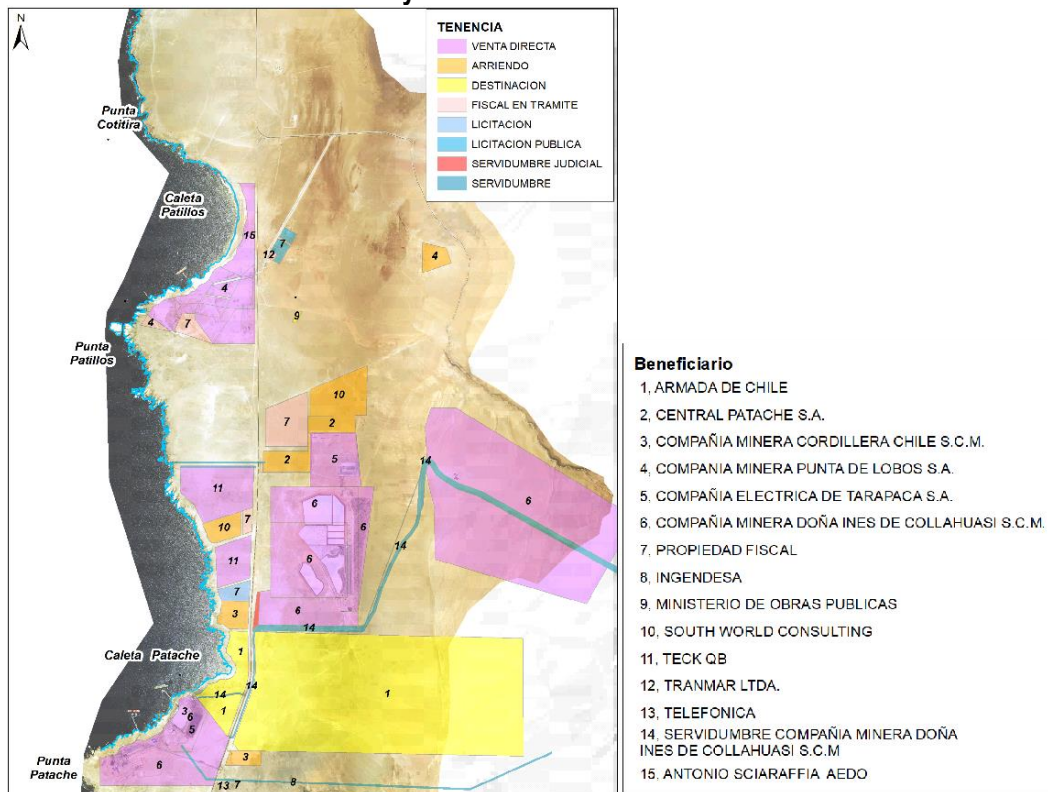 N
TENENCIA
VENTA DIRECTA
ARRIENDO
DESTINACION
FISCAL EN TRAMITE
LICITACION
LICITACION PUBLICA
SERVIDUMBRE JUDICIAL
SERVIDUMBRE
Punta
Cotitira
Caleta
Patillos
15
7
12
4
4
9
4
7
Punta
Patillos
10
7
2
5
2
14
6
11
6
6
10
7
14
11
6
7
3
6
14
1
Caleta Patache
14
14
1
1
3
6
5
Punta
Patache
6
3
13
7
8
Beneficiario
1, ARMADA DE CHILE
2, CENTRAL PATACHE S.A.
3, COMPAÑIA MINERA CORDILLERA CHILE S.C.M.
4, COMPANIA MINERA PUNTA DE LOBOS S.A.
5, COMPAÑIA ELECTRICA DE TARAPACA S.A.
6, COMPAÑIA MINERA DOÑA INES DE COLLAHUASI S.C.M.
7, PROPIEDAD FISCAL
8, INGENDESA
9, MINISTERIO DE OBRAS PUBLICAS
10, SOUTH WORLD CONSULTING
11, TECK QB
12, TRANMAR LTDA.
13, TELEFONICA
14, SERVIDUMBRE COMPAÑIA MINERA DOÑA
INES DE COLLAHUASI S.C.M
15, ANTONIO SCIARAFFIA AEDO